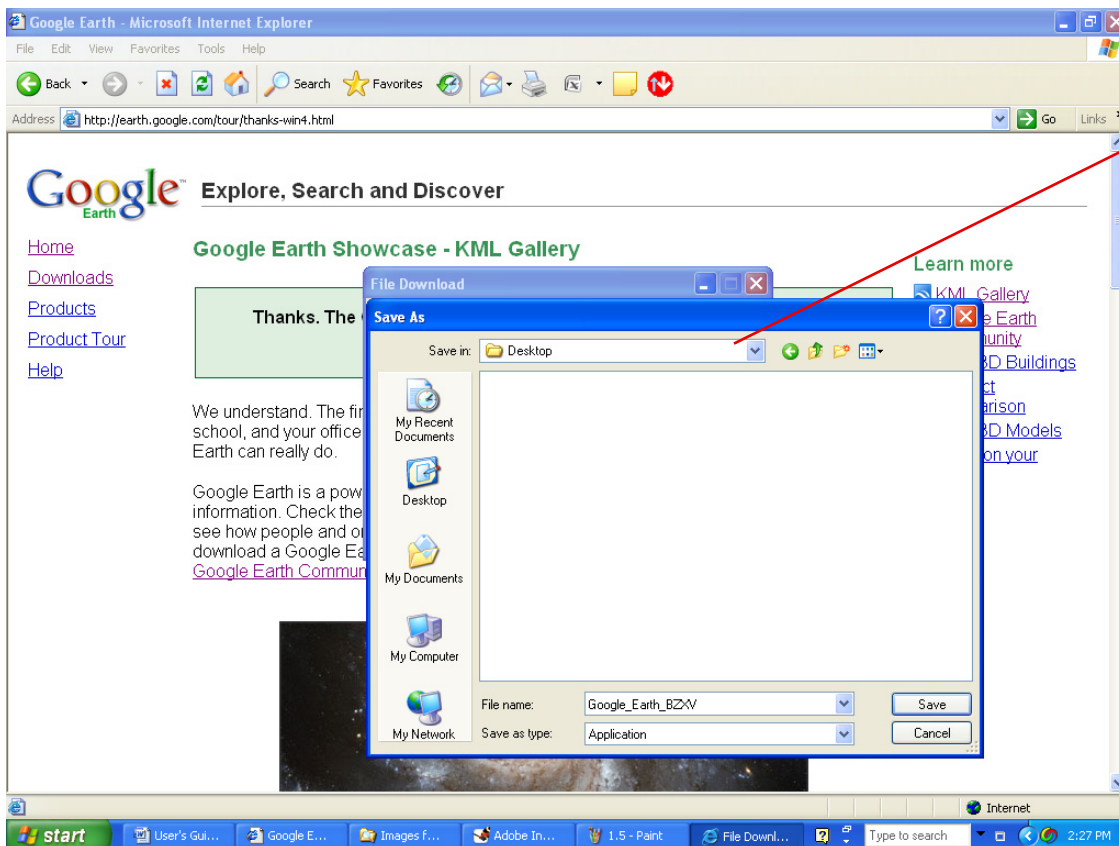 Google Earth - Microsoft Internet Explorer
File Edit View Favorites Tools Help
Back Search Favorites
Address http://earth.google.com/tour/thanks-win4.html Go Links
Google™ Earth
Explore, Search and Discover
Home
Downloads
Products
Product Tour
Help
Google Earth Showcase - KML Gallery
Thanks. The
We understand. The fir
school, and your office
Earth can really do.
Google Earth is a pow
information. Check the
see how people and or
download a Google Ea
Google Earth Commun
Learn more
KML Gallery
e Earth
munity
3D Buildings
ct
arison
3D Models
on your
File Download
Save As
Save in: Desktop
My Recent
Documents
Desktop
My Documents
My Computer
My Network
File name: Google_Earth_BZXV Save
Save as type: Application Cancel
Internet
start User's Gui... Google E... Images f... Adobe In... 1.5 - Paint File Downl... Type to search 2:27 PM